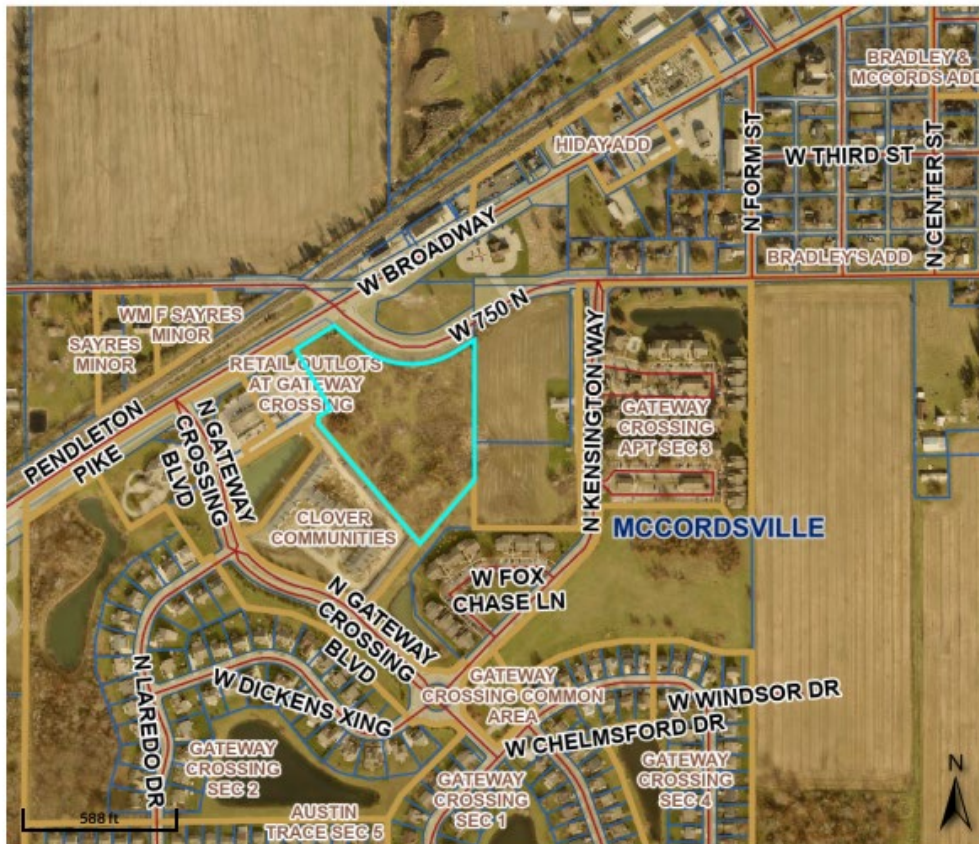 BRADLEY &
MCCORDS ADD
HIDAY ADD
N FORM ST
W THIRD ST
N CENTER ST
W BROADWAY
BRADLEY'S ADD
W 750 N
WM F SAYRES
MINOR
SAYRES
MINOR
RETAIL OUTLOTS
AT GATEWAY
CROSSING
PENDLETON
PIKE
N GATEWAY
CROSSING
BLVD
N KENSINGTON WAY
GATEWAY
CROSSING
APT SEC 3
CLOVER
COMMUNITIES
MCCORDSVILLE
W FOX
CHASE LN
N GATEWAY
CROSSING
BLVD
GATEWAY
CROSSING COMMON
AREA
N LAREDO DR
W DICKENS XING
W WINDSOR DR
W CHELMSFORD DR
GATEWAY
CROSSING
SEC 2
GATEWAY
CROSSING
SEC 1
GATEWAY
CROSSING
SEC 4
AUSTIN
TRACE SEC 5
588 ft
N